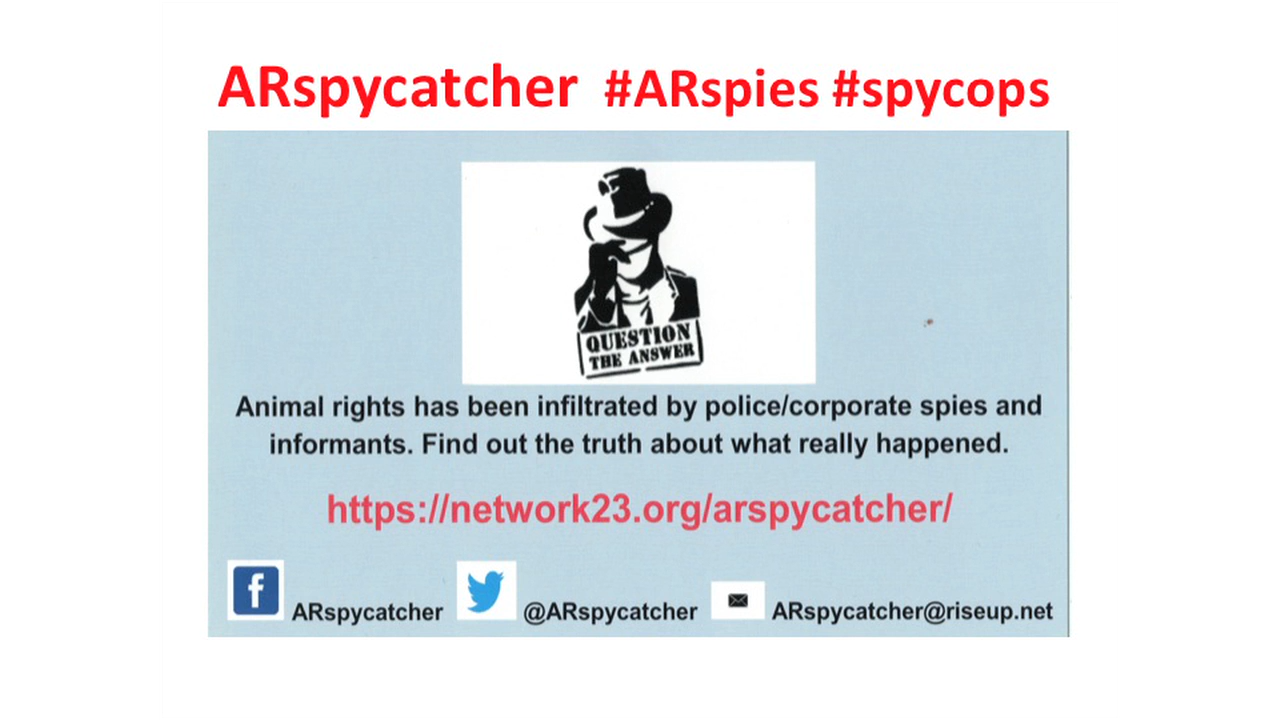 ARspycatcher #ARspies #spycops
QUESTION
THE ANSWER
Animal rights has been infiltrated by police/corporate spies and
informants. Find out the truth about what really happened.
https://network23.org/arspycatcher/
ARspycatcher @ARspycatcher ARspycatcher@riseup.net